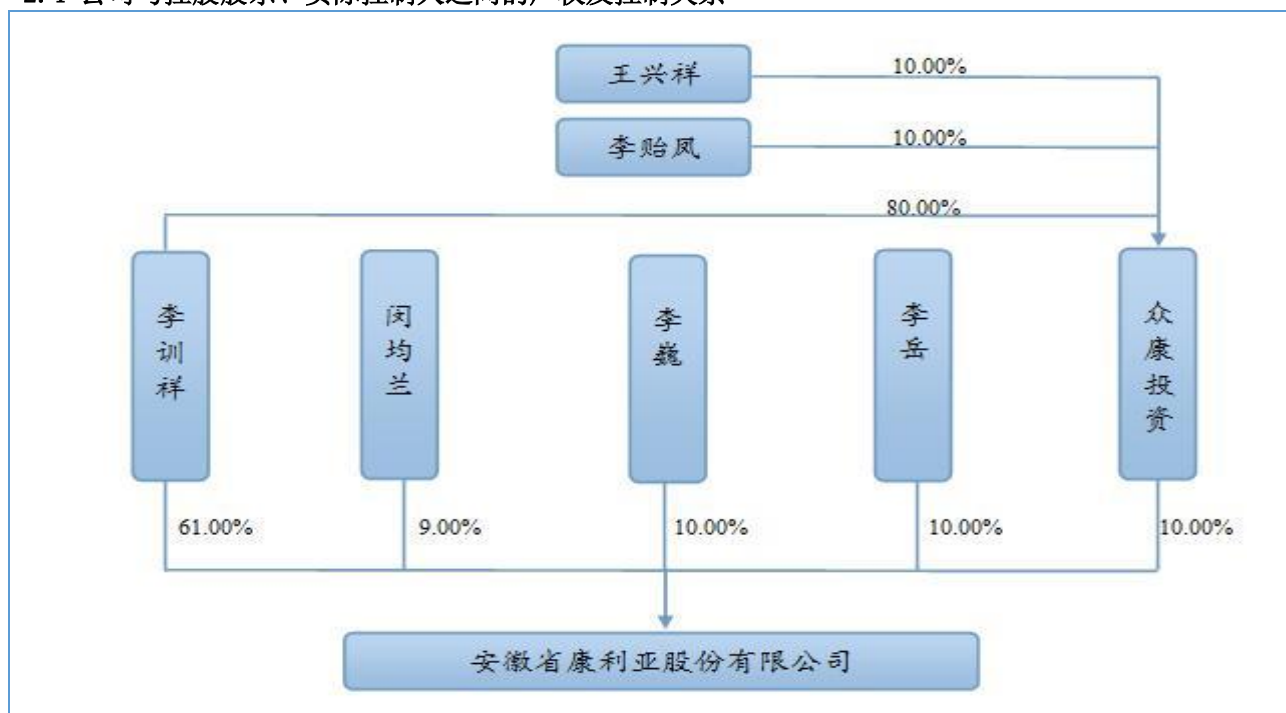 王兴祥
10.00%
李贻凤
10.00%
80.00%
李训祥
闵均兰
李巍
李岳
众康投资
61.00%
9.00%
10.00%
10.00%
10.00%
安徽省康利亚股份有限公司